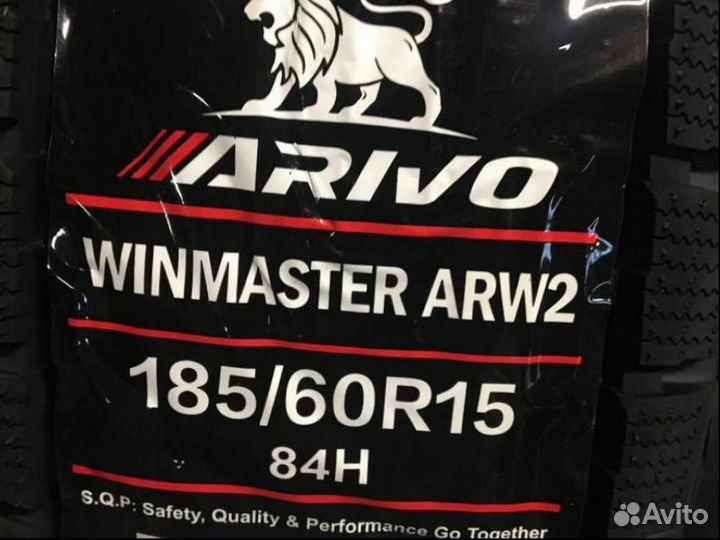 ARIVO
WINMASTER ARW2
185/60R15
84H
S.Q.P: Safety, Quality & Performance Go Together
Avito